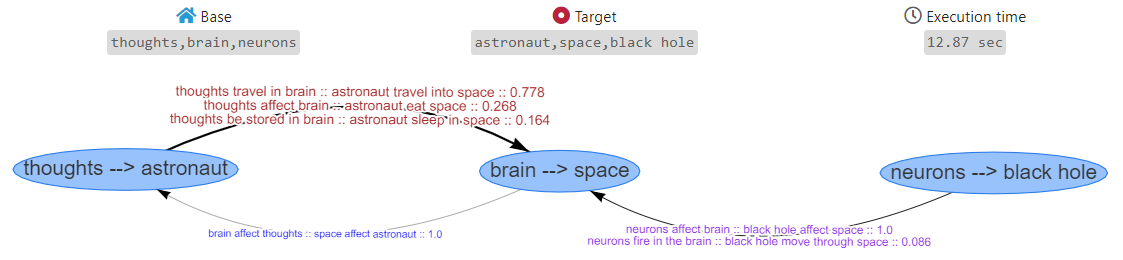 Base
Target
Execution time
thoughts,brain,neurons
astronaut,space,black hole
12.87 sec
thoughts travel in brain :: astronaut travel into space :: 0.778
thoughts affect brain :: astronaut eat space :: 0.268
thoughts be stored in brain :: astronaut sleep in space :: 0.164
thoughts --> astronaut
brain --> space
neurons --> black hole
brain affect thoughts :: space affect astronaut :: 1.0
neurons affect brain :: black hole affect space :: 1.0
neurons fire in the brain :: black hole move through space :: 0.086